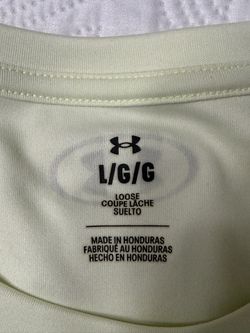 L/G/G
LOOSE
COUPE LÂCHE
SUELTO
MADE IN HONDURAS
FABRIQUÉ AU HONDURAS
HECHO EN HONDURAS